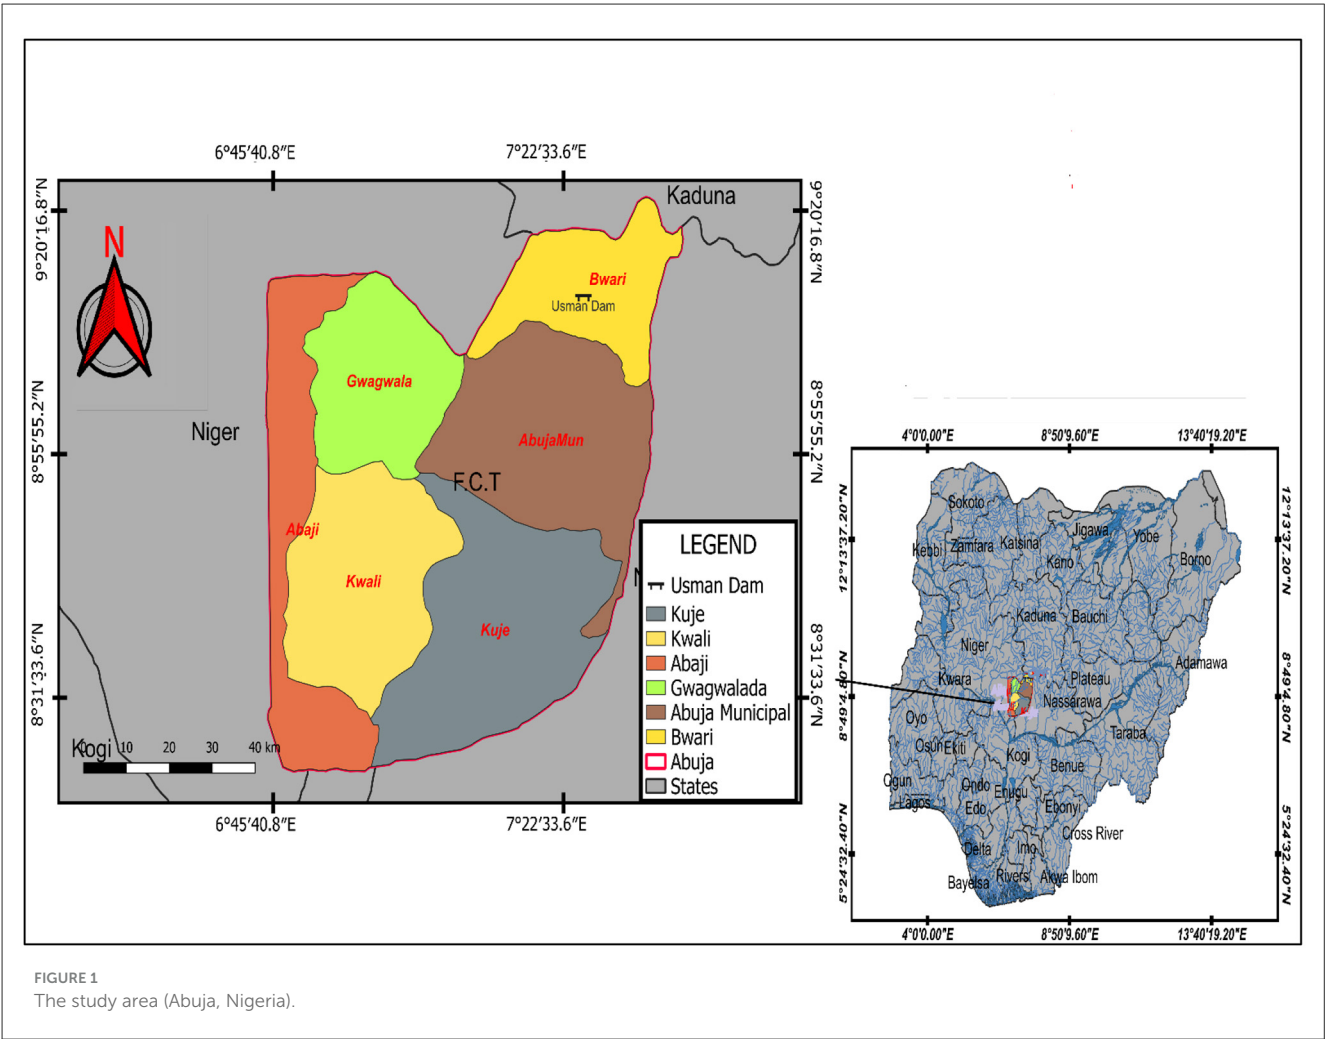 6°45'40.8"E
7°22'33.6"E
9°20'16.8"N
9°20'16.8"N
Kaduna
N
Bwari
Usman Dam
Gwagwala
8°55'55.2"N
8°55'55.2"N
Niger
AbujaMun
F.C.T
Abaji
Kwali
Kuje
8°31'33.6"N
8°31'33.6"N
Kogi
0 10 20 30 40 km
6°45'40.8"E
7°22'33.6"E
LEGEND
Usman Dam
Kuje
Kwali
Abaji
Gwagwalada
Abuja Municipal
Bwari
Abuja
States
4°0'0.00"E
8°50'9.60"E
13°40'19.20"E
12°13'37.20"N
12°13'37.20"N
Sokoto
Kebbi
Zamfara
Katsina
Jigawa
Kano
Yobe
Borno
Kaduna
Bauchi
Niger
Adamawa
8°49'4.80"N
8°49'4.80"N
Kwara
Plateau
Nassarawa
Oyo
Osun
Ekiti
Kogi
Taraba
Benue
Ogun
Lagos
Ondo
Edo
Enugu
Ebonyi
Cross River
Delta
Imo
Bayelsa
Rivers
Akwa Ibom
5°24'32.40"N
5°24'32.40"N
4°0'0.00"E
8°50'9.60"E
13°40'19.20"E
FIGURE 1
The study area (Abuja, Nigeria).